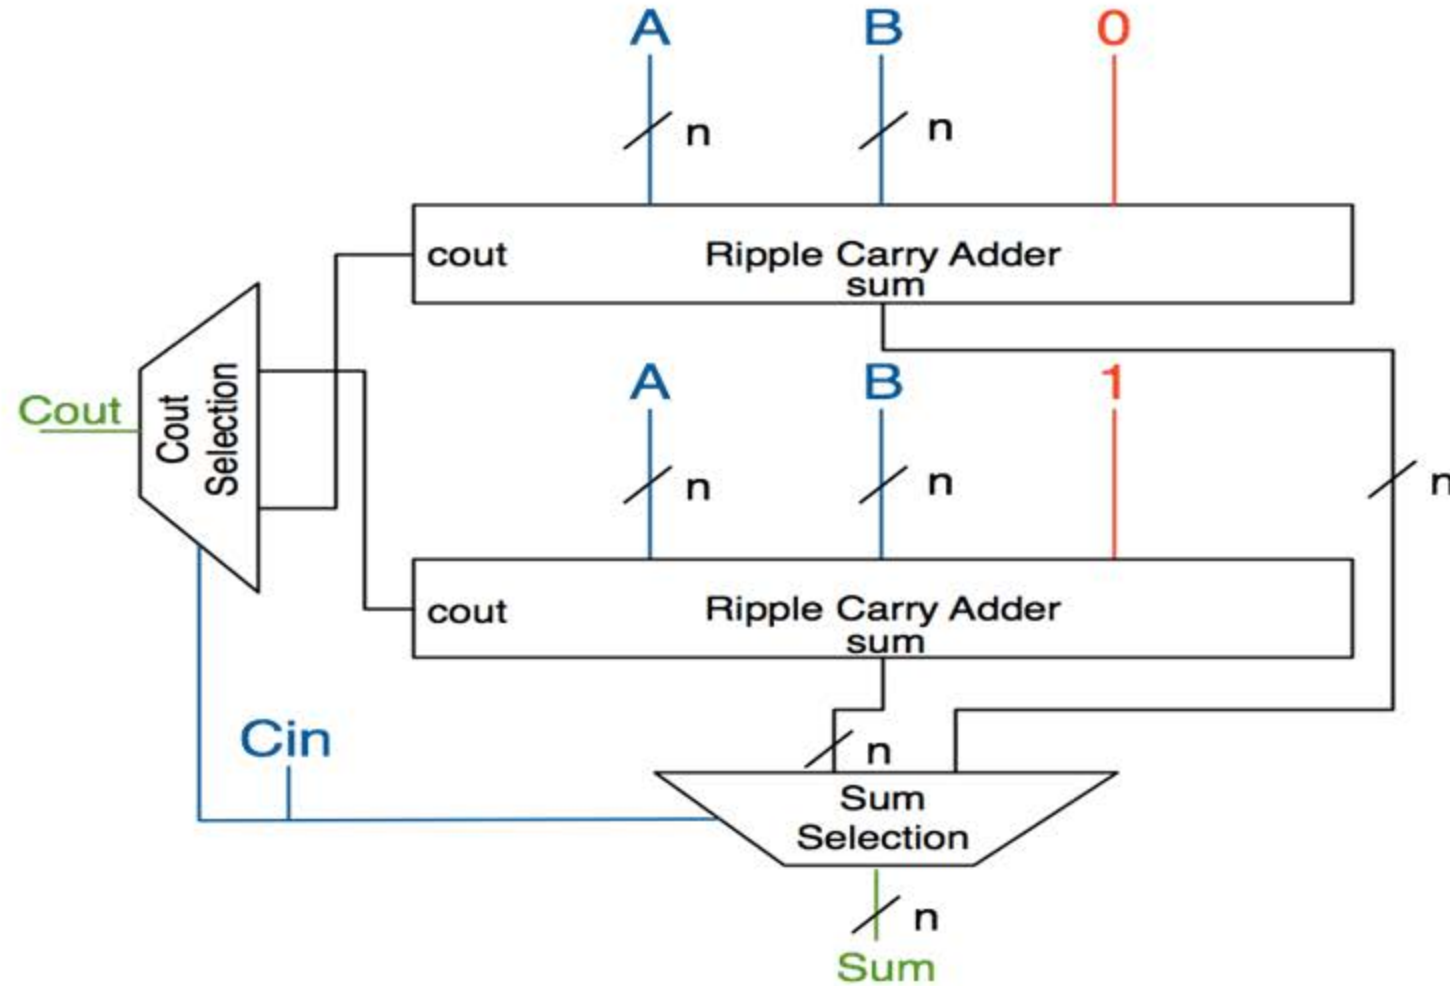 A B 0
n n
cout Ripple Carry Adder
sum
Cout Cout
Selection
A B 1
n n n
cout Ripple Carry Adder
sum
Cin
n
Sum
Selection
n
Sum